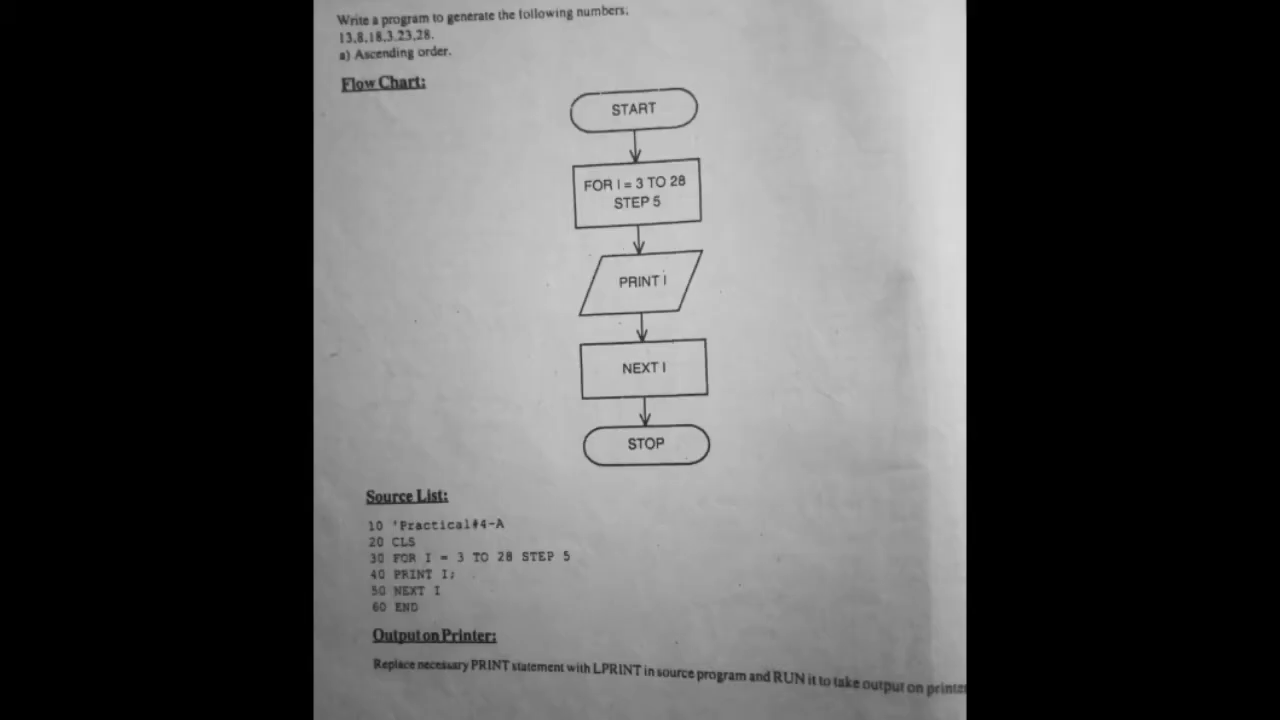 Write a program to generate the following numbers:
13,8,18,3.23,28.
a) Ascending order.
Flow Chart:
START
FOR I = 3 TO 28
STEP 5
PRINT I
NEXT I
STOP
Source List:
10 'Practical#4-A
20 CLS
30 FOR I = 3 TO 28 STEP 5
40 PRINT I;
50 NEXT I
60 END
Output on Printer:
Replace necessary PRINT statement with LPRINT in source program and RUN it to take output on printer